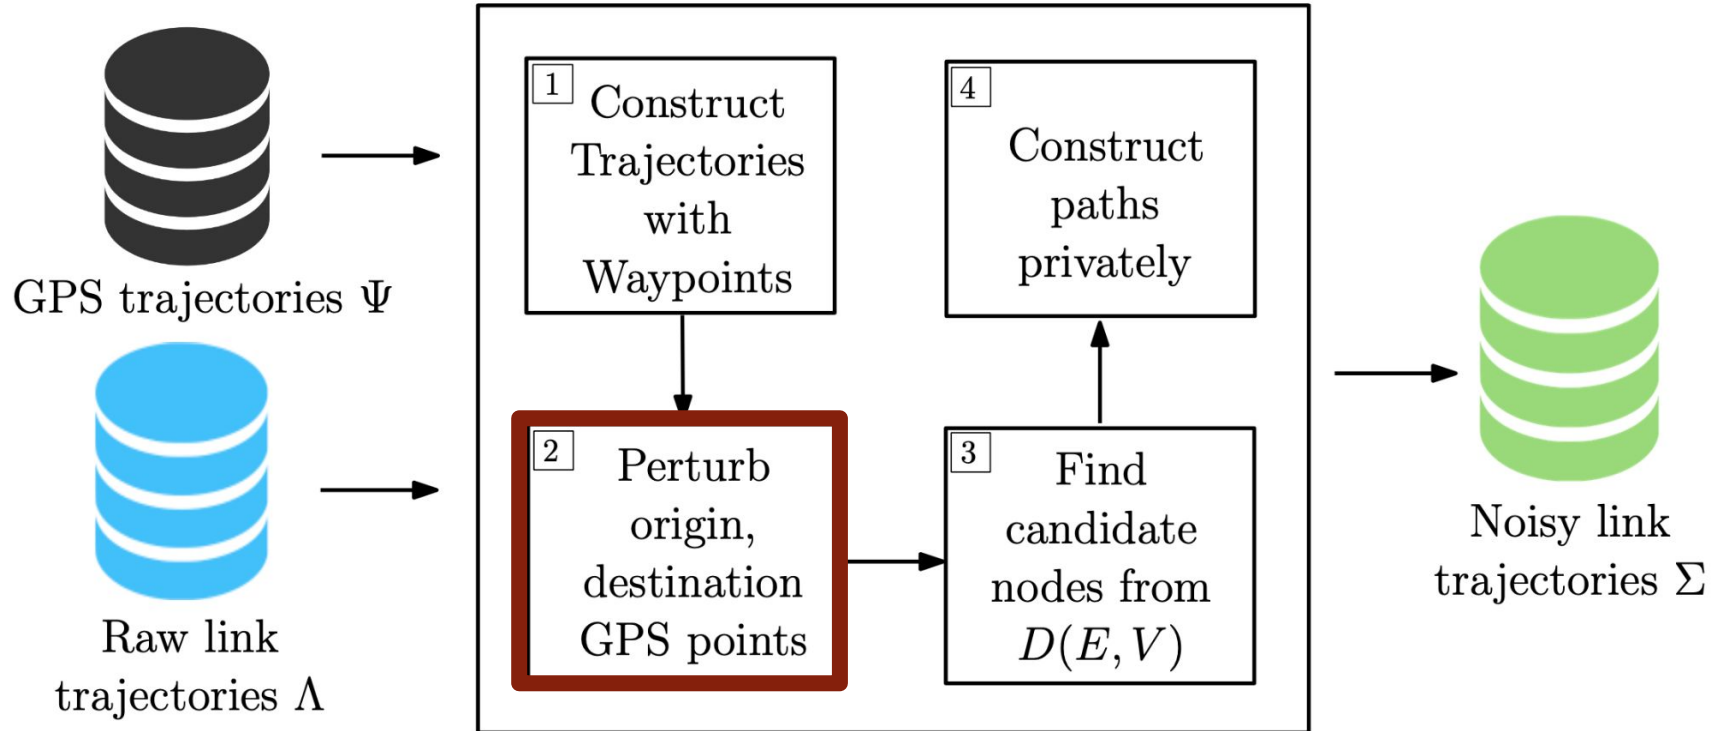 GPS trajectories Ψ
Raw link
trajectories Λ
1
Construct
Trajectories
with
Waypoints
2
Perturb
origin,
destination
GPS points
3
Find
candidate
nodes from
D(E, V)
4
Construct
paths
privately
Noisy link
trajectories Σ